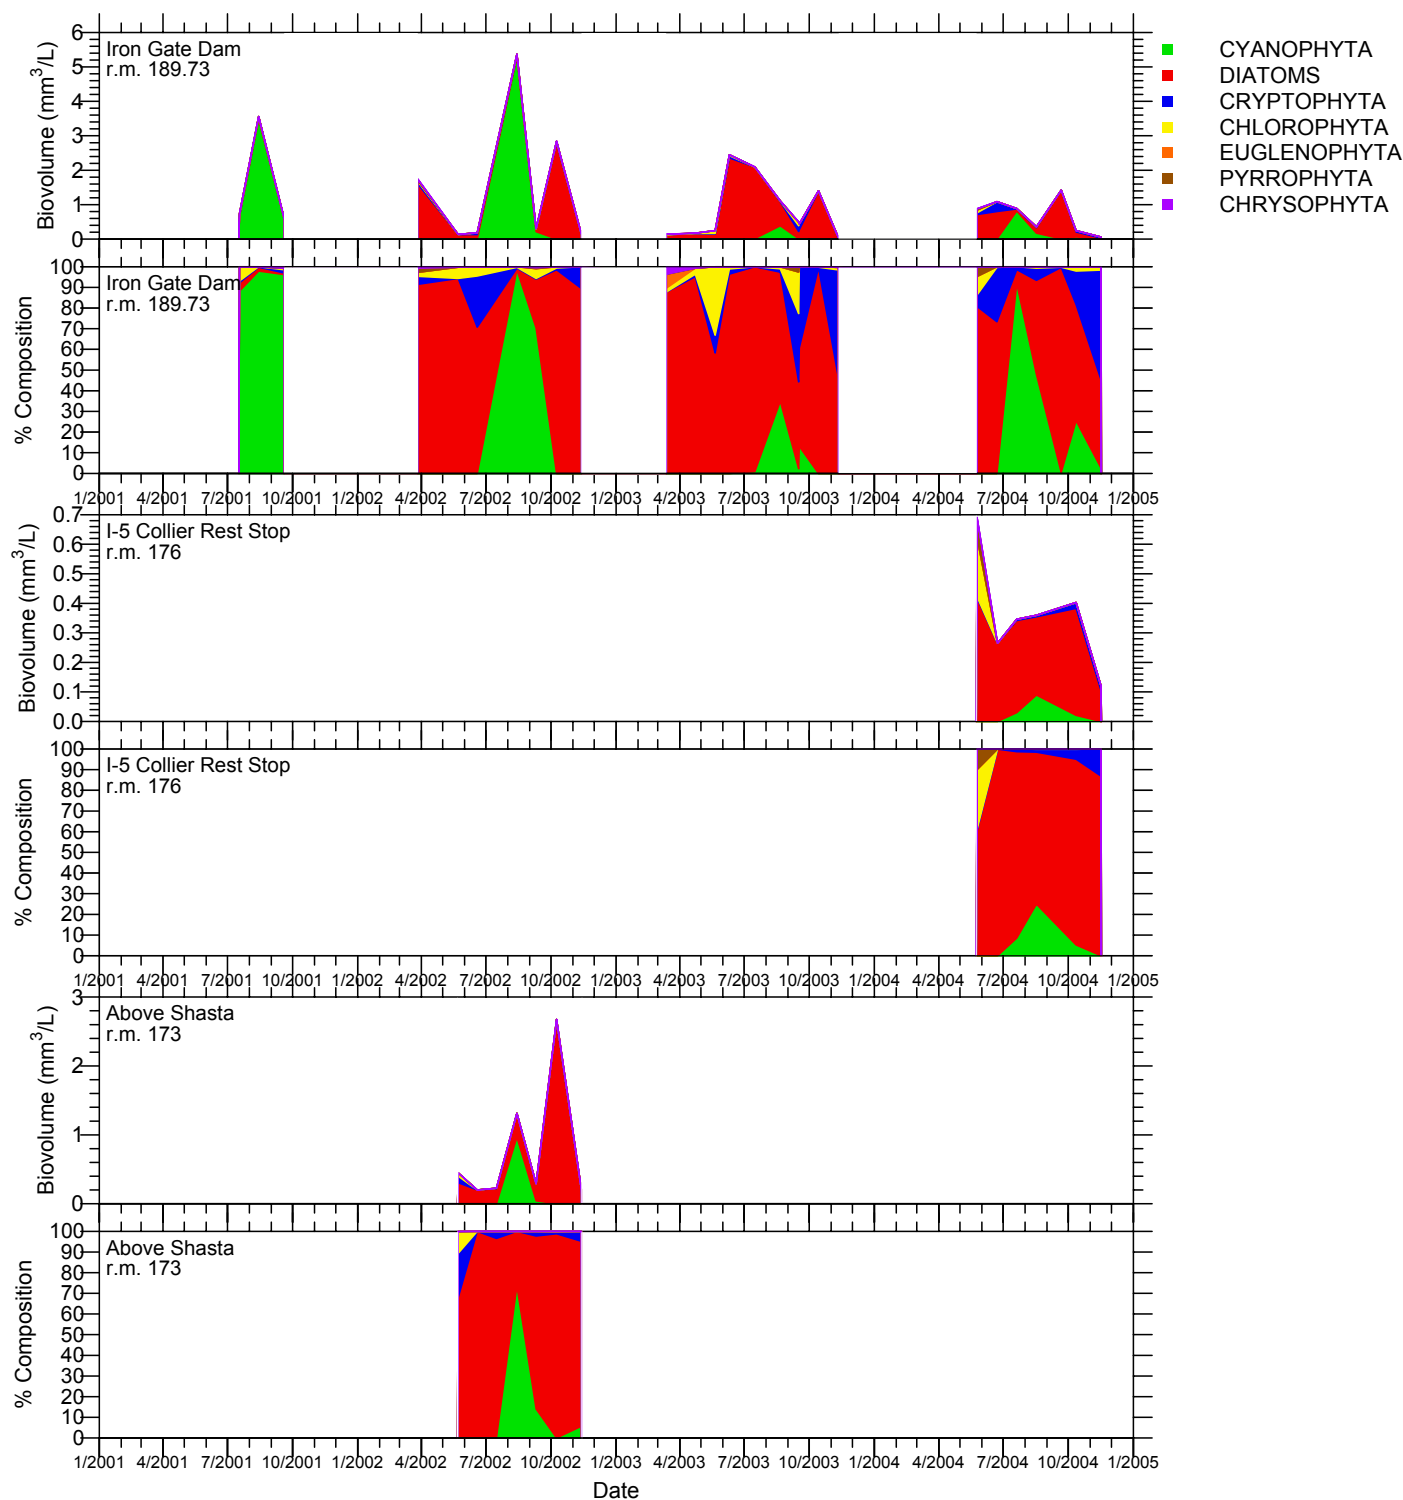 CYANOPHYTA
DIATOMS
CRYPTOPHYTA
CHLOROPHYTA
EUGLENOPHYTA
PYRROPHYTA
CHRYSOPHYTA
Iron Gate Dam
r.m. 189.73
Biovolume (mm³/L)
6
5
4
3
2
1
0
Iron Gate Dam
r.m. 189.73
% Composition
100
90
80
70
60
50
40
30
20
10
0
1/2001 4/2001 7/2001 10/2001 1/2002 4/2002 7/2002 10/2002 1/2003 4/2003 7/2003 10/2003 1/2004 4/2004 7/2004 10/2004 1/2005
I-5 Collier Rest Stop
r.m. 176
Biovolume (mm³/L)
0.7
0.6
0.5
0.4
0.3
0.2
0.1
0.0
I-5 Collier Rest Stop
r.m. 176
% Composition
100
90
80
70
60
50
40
30
20
10
0
1/2001 4/2001 7/2001 10/2001 1/2002 4/2002 7/2002 10/2002 1/2003 4/2003 7/2003 10/2003 1/2004 4/2004 7/2004 10/2004 1/2005
Above Shasta
r.m. 173
Biovolume (mm³/L)
3
2
1
0
Above Shasta
r.m. 173
% Composition
100
90
80
70
60
50
40
30
20
10
0
1/2001 4/2001 7/2001 10/2001 1/2002 4/2002 7/2002 10/2002 1/2003 4/2003 7/2003 10/2003 1/2004 4/2004 7/2004 10/2004 1/2005
Date